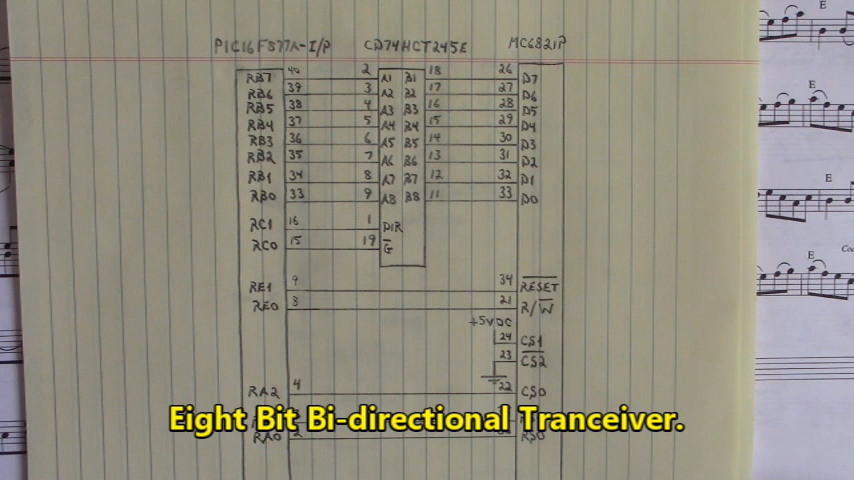 PIC16F877A-I/P CD74HCT245E MC6821P
RB7 40 2 A1 B1 18 26 D7
RB6 39 3 A2 B2 17 27 D6
RB5 38 4 A3 B3 16 28 D5
RB4 37 5 A4 B4 15 29 D4
RB3 36 6 A5 B5 14 30 D3
RB2 35 7 A6 B6 13 31 D2
RB1 34 8 A7 B7 12 32 D1
RB0 33 9 A8 B8 11 33 D0
RC1 16 1 DIR
RC0 15 19 G
RE1 9 34 RESET
RE0 8 21 R/W
+5VDC
24 CS1
23 CS2
RA2 4 22 CS0
Eight Bit Bi-directional Tranceiver.
RA0 2
E
E
E
E